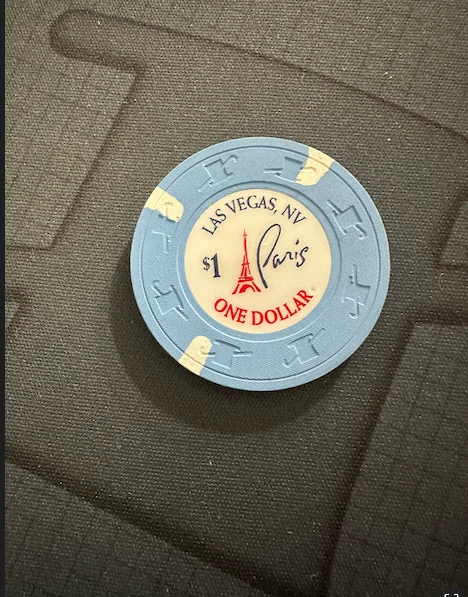 LAS VEGAS, NV
$1
Paris
ONE DOLLAR